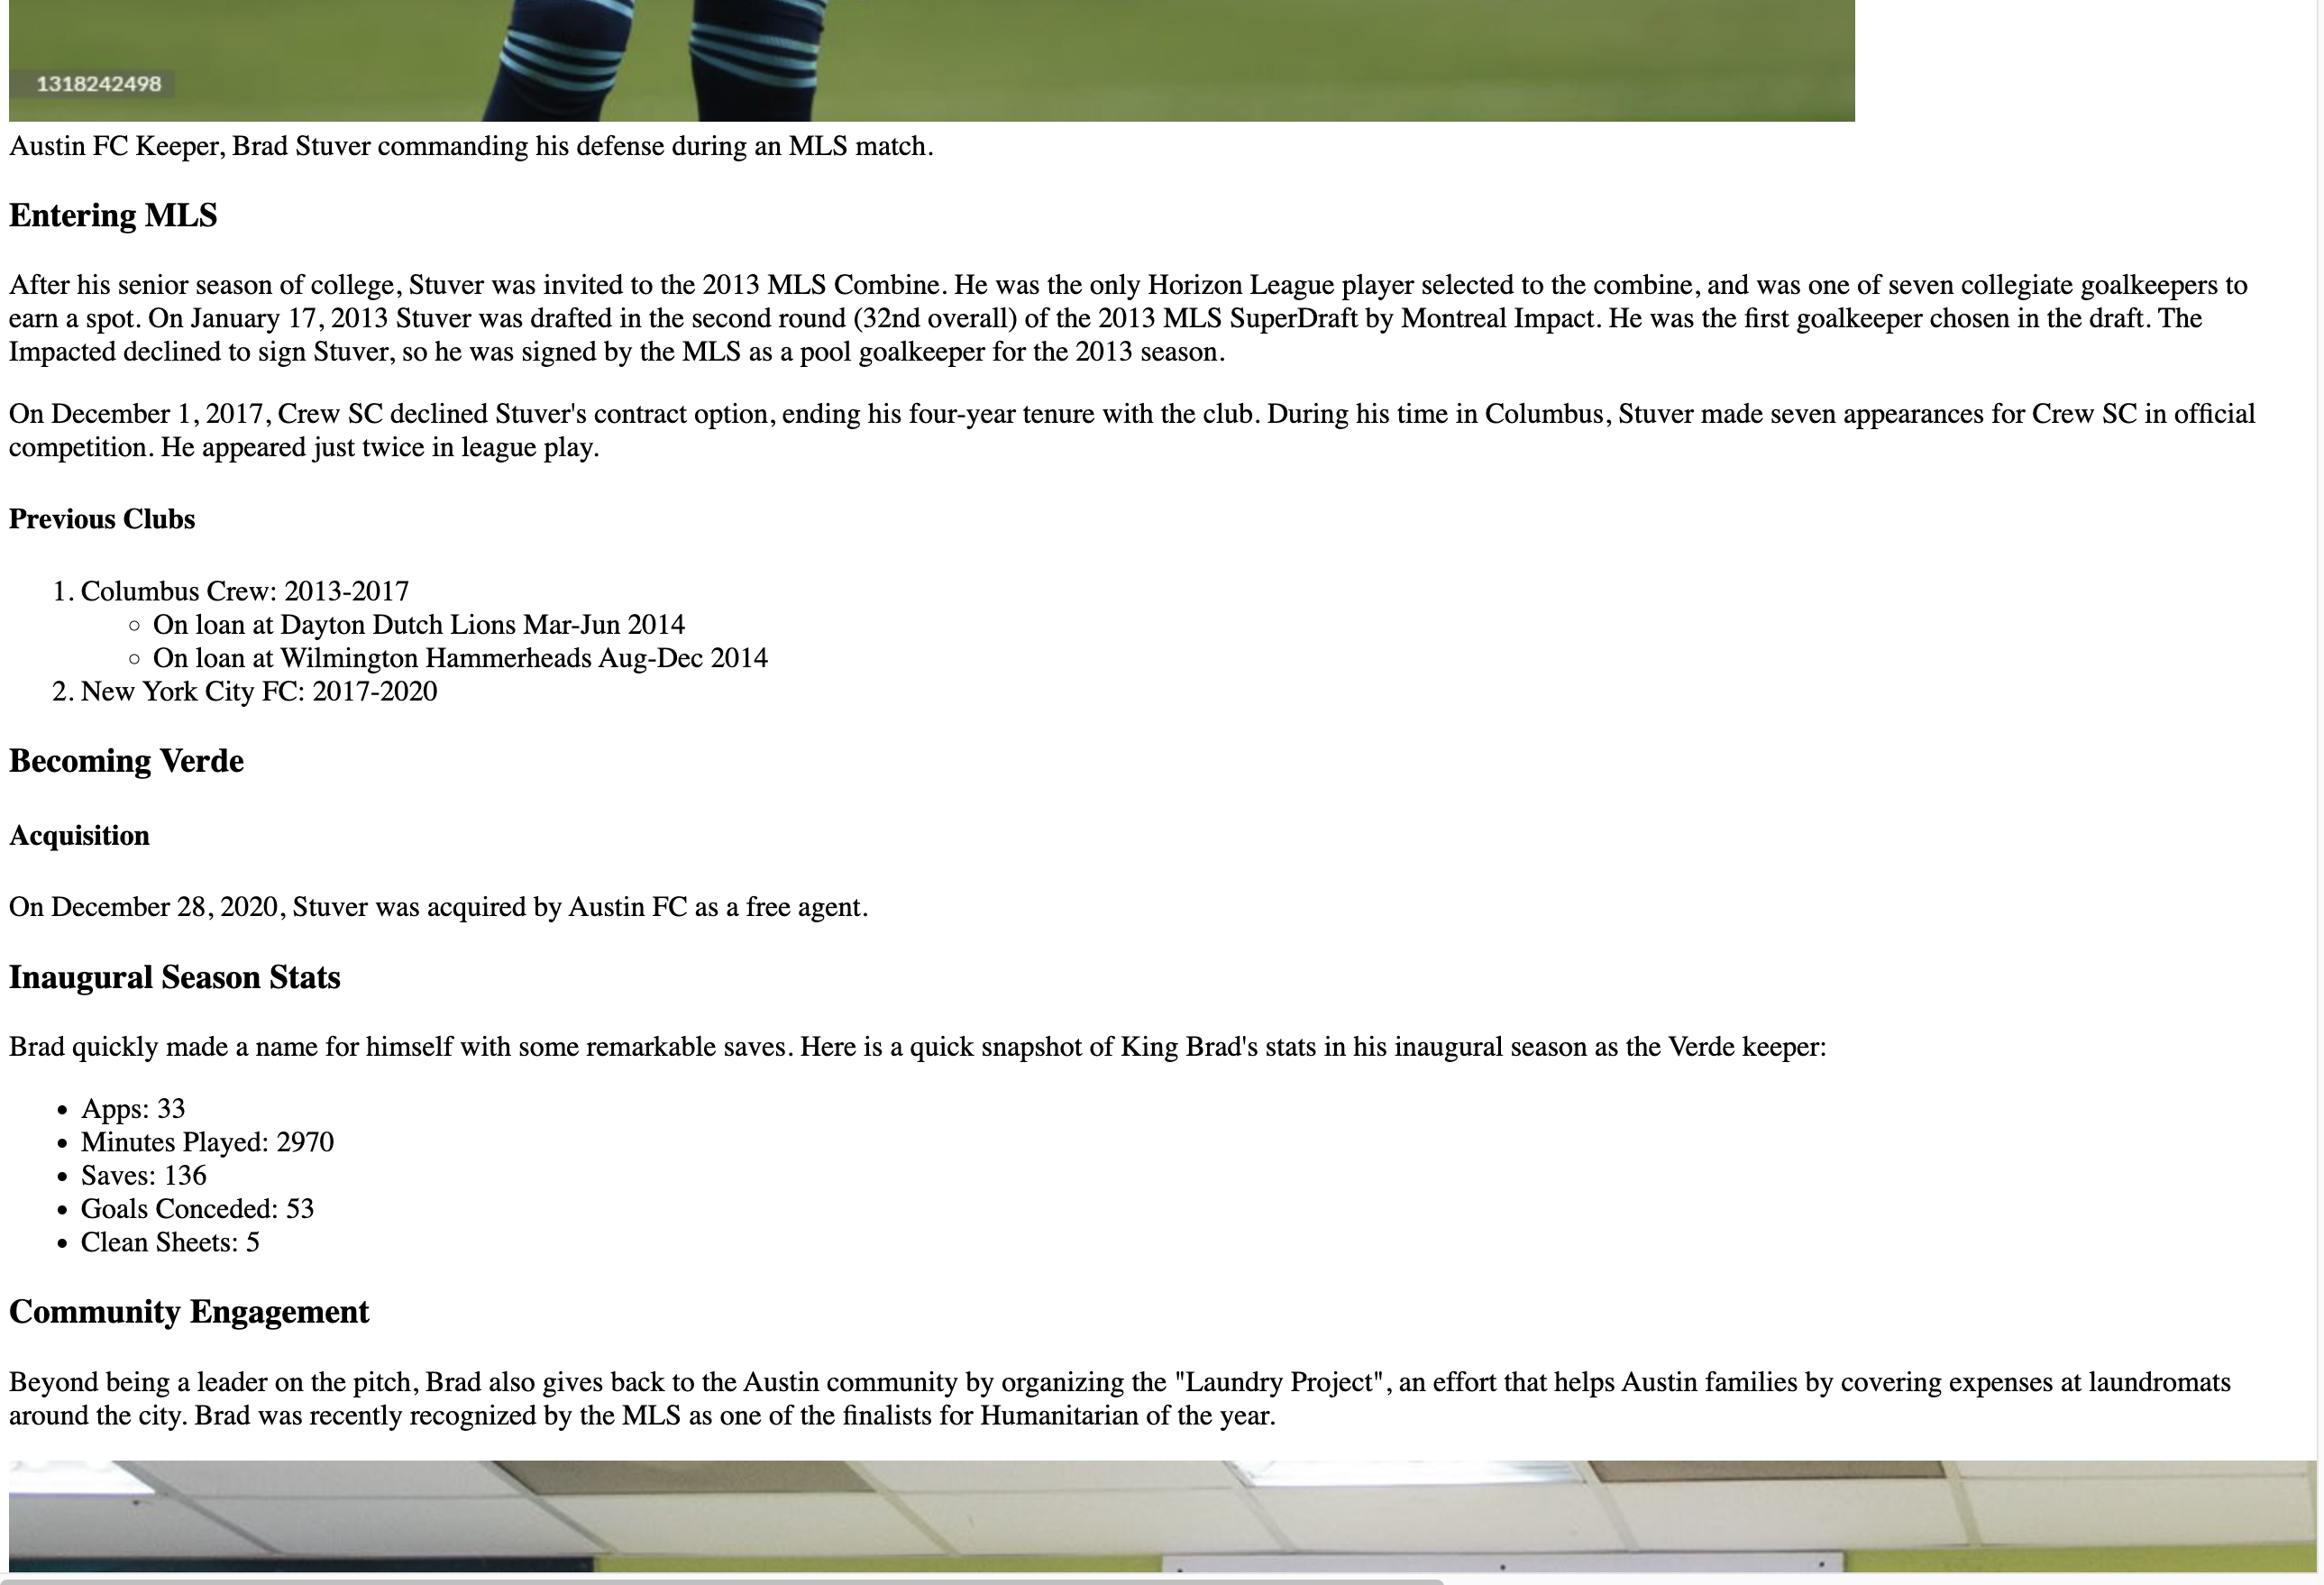 1318242498
Austin FC Keeper, Brad Stuver commanding his defense during an MLS match.
Entering MLS
After his senior season of college, Stuver was invited to the 2013 MLS Combine. He was the only Horizon League player selected to the combine, and was one of seven collegiate goalkeepers to
earn a spot. On January 17, 2013 Stuver was drafted in the second round (32nd overall) of the 2013 MLS SuperDraft by Montreal Impact. He was the first goalkeeper chosen in the draft. The
Impacted declined to sign Stuver, so he was signed by the MLS as a pool goalkeeper for the 2013 season.
On December 1, 2017, Crew SC declined Stuver's contract option, ending his four-year tenure with the club. During his time in Columbus, Stuver made seven appearances for Crew SC in official
competition. He appeared just twice in league play.
Previous Clubs
1. Columbus Crew: 2013-2017
◦ On loan at Dayton Dutch Lions Mar-Jun 2014
◦ On loan at Wilmington Hammerheads Aug-Dec 2014
2. New York City FC: 2017-2020
Becoming Verde
Acquisition
On December 28, 2020, Stuver was acquired by Austin FC as a free agent.
Inaugural Season Stats
Brad quickly made a name for himself with some remarkable saves. Here is a quick snapshot of King Brad's stats in his inaugural season as the Verde keeper:
• Apps: 33
• Minutes Played: 2970
• Saves: 136
• Goals Conceded: 53
• Clean Sheets: 5
Community Engagement
Beyond being a leader on the pitch, Brad also gives back to the Austin community by organizing the "Laundry Project", an effort that helps Austin families by covering expenses at laundromats
around the city. Brad was recently recognized by the MLS as one of the finalists for Humanitarian of the year.